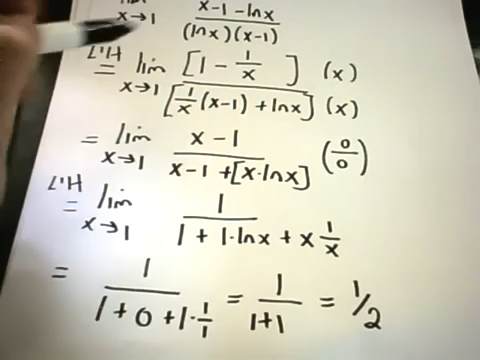 x→1 x-1-lnx / (lnx)(x-1)
L'H = lim x→1 [1 - 1/x] (x) / [1/x (x-1) + lnx] (x)
= lim x→1 x-1 / x-1+[x·lnx] (0/0)
L'H = lim x→1 1 / 1+1·lnx+x 1/x
= 1 / 1+0+1·1/1 = 1 / 1+1 = 1/2